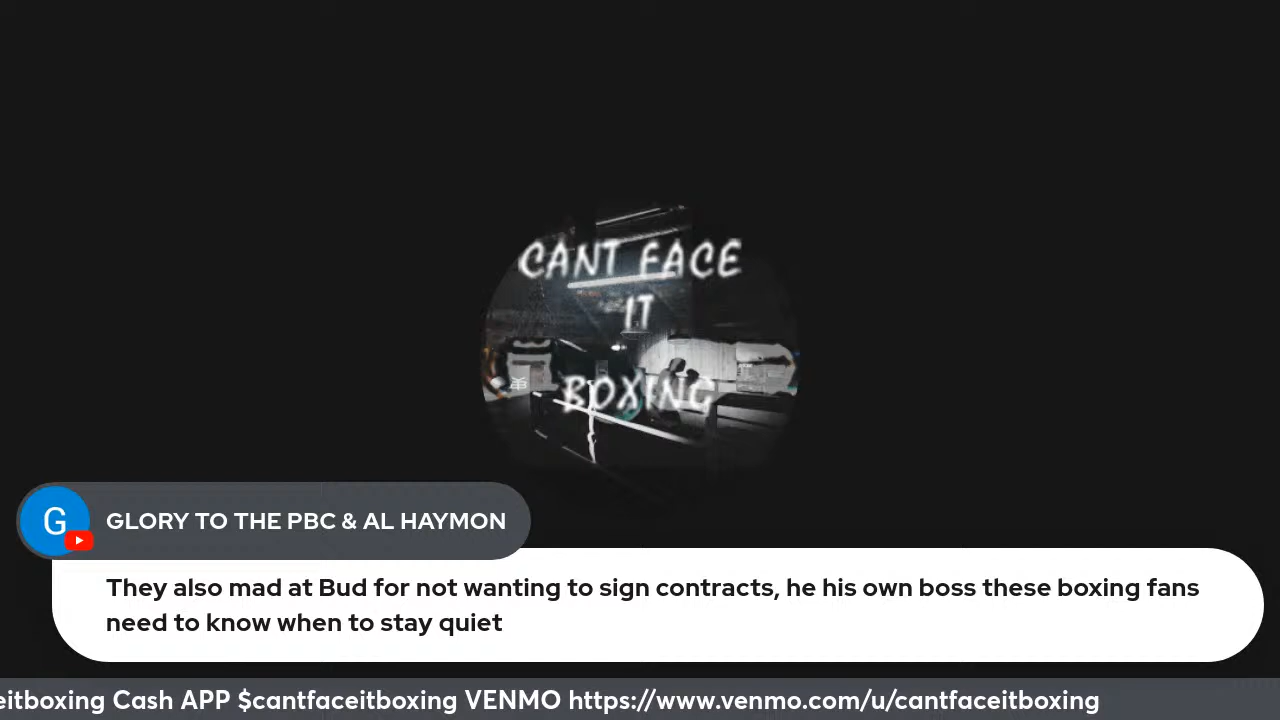 CANT FACE
IT
BOXING
G
GLORY TO THE PBC & AL HAYMON
They also mad at Bud for not wanting to sign contracts, he his own boss these boxing fans
need to know when to stay quiet
eitboxing Cash APP $cantfaceitboxing VENMO https://www.venmo.com/u/cantfaceitboxing